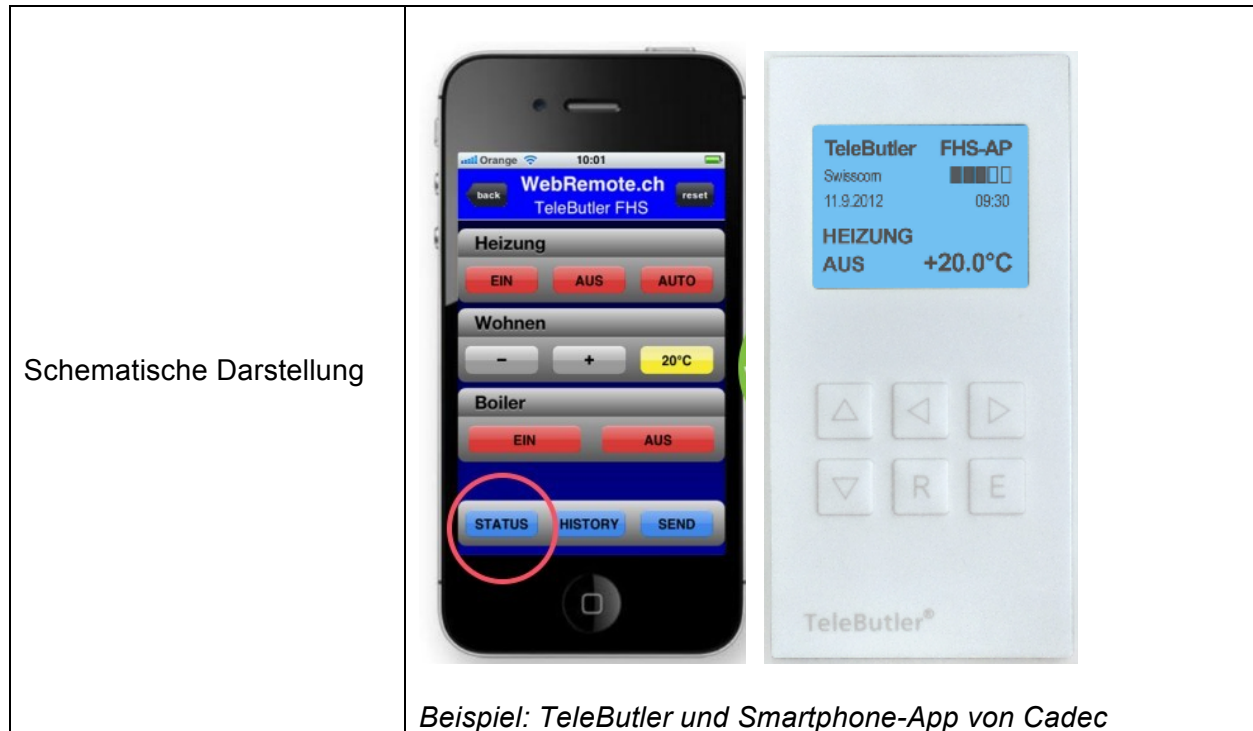 Schematische Darstellung
Orange 10:01
back WebRemote.ch reset
TeleButler FHS
Heizung
EIN AUS AUTO
Wohnen
- + 20°C
Boiler
EIN AUS
STATUS HISTORY SEND
TeleButler FHS-AP
Swisscom
11.9.2012 09:30
HEIZUNG
AUS +20.0°C
R E
TeleButler®
Beispiel: TeleButler und Smartphone-App von Cadec